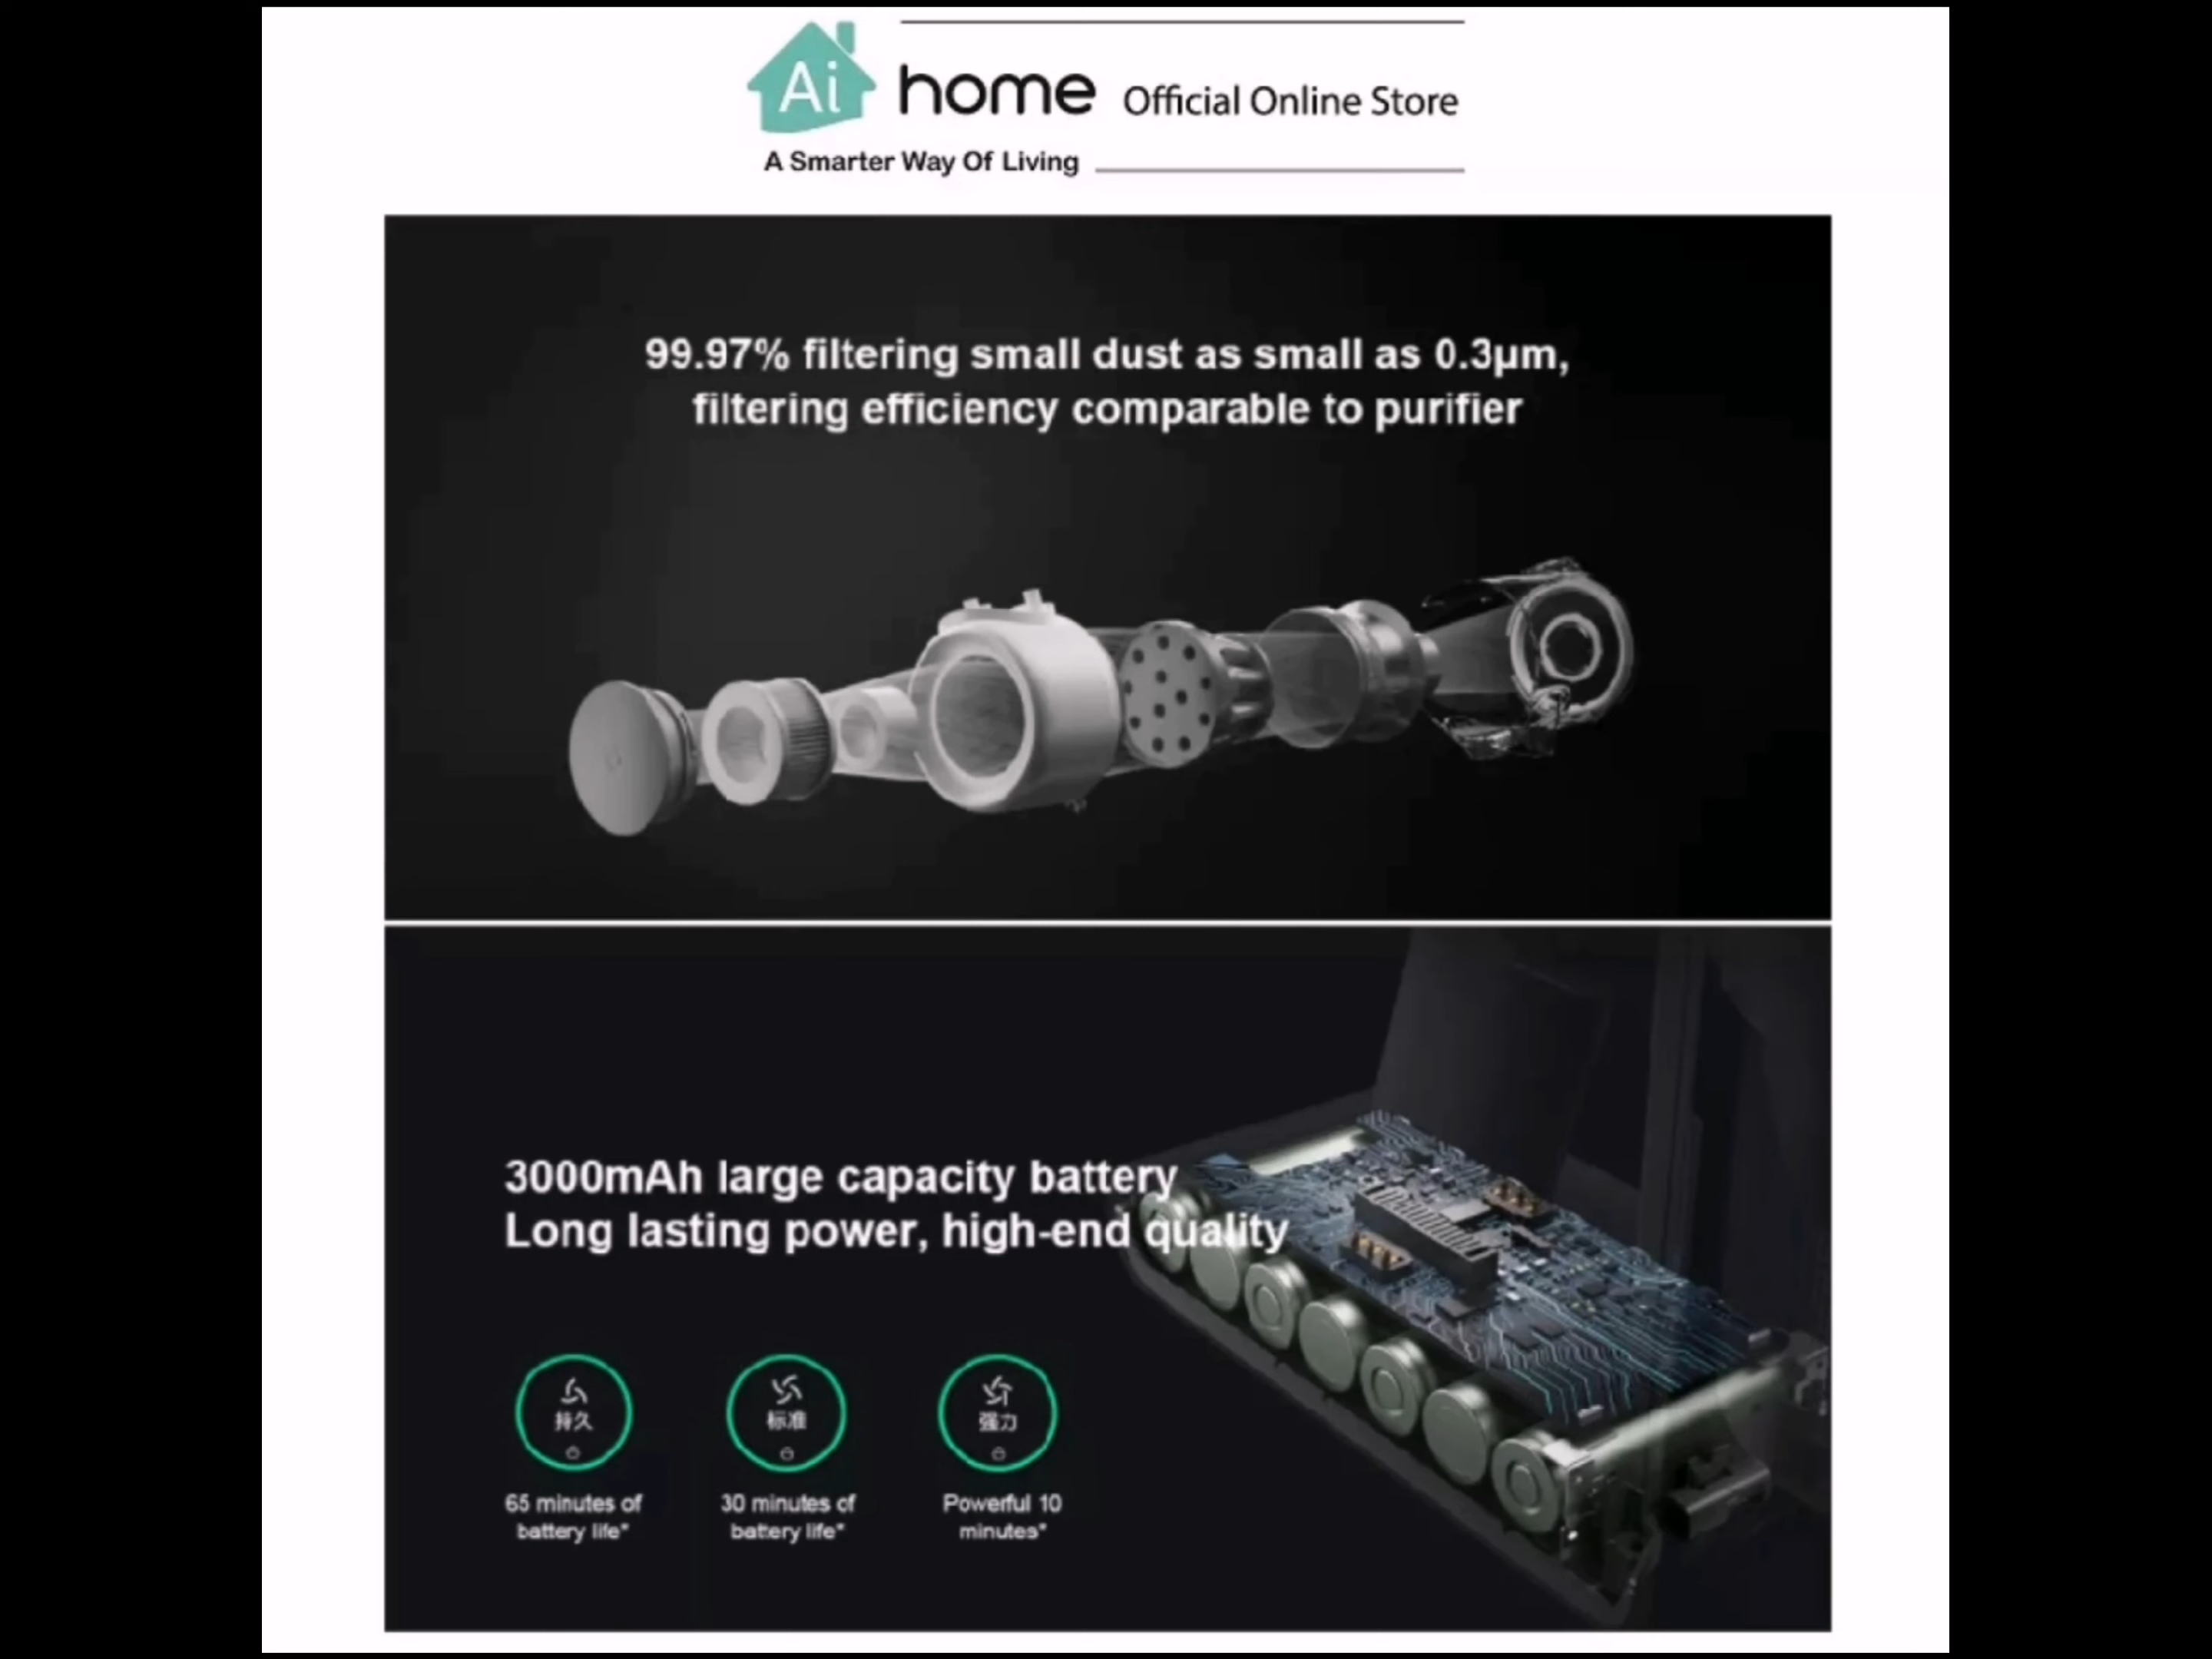 Ai home Official Online Store
A Smarter Way Of Living
99.97% filtering small dust as small as 0.3μm,
filtering efficiency comparable to purifier
3000mAh large capacity battery
Long lasting power, high-end quality
持久
标准
强力
65 minutes of
battery life*
30 minutes of
battery life*
Powerful 10
minutes*